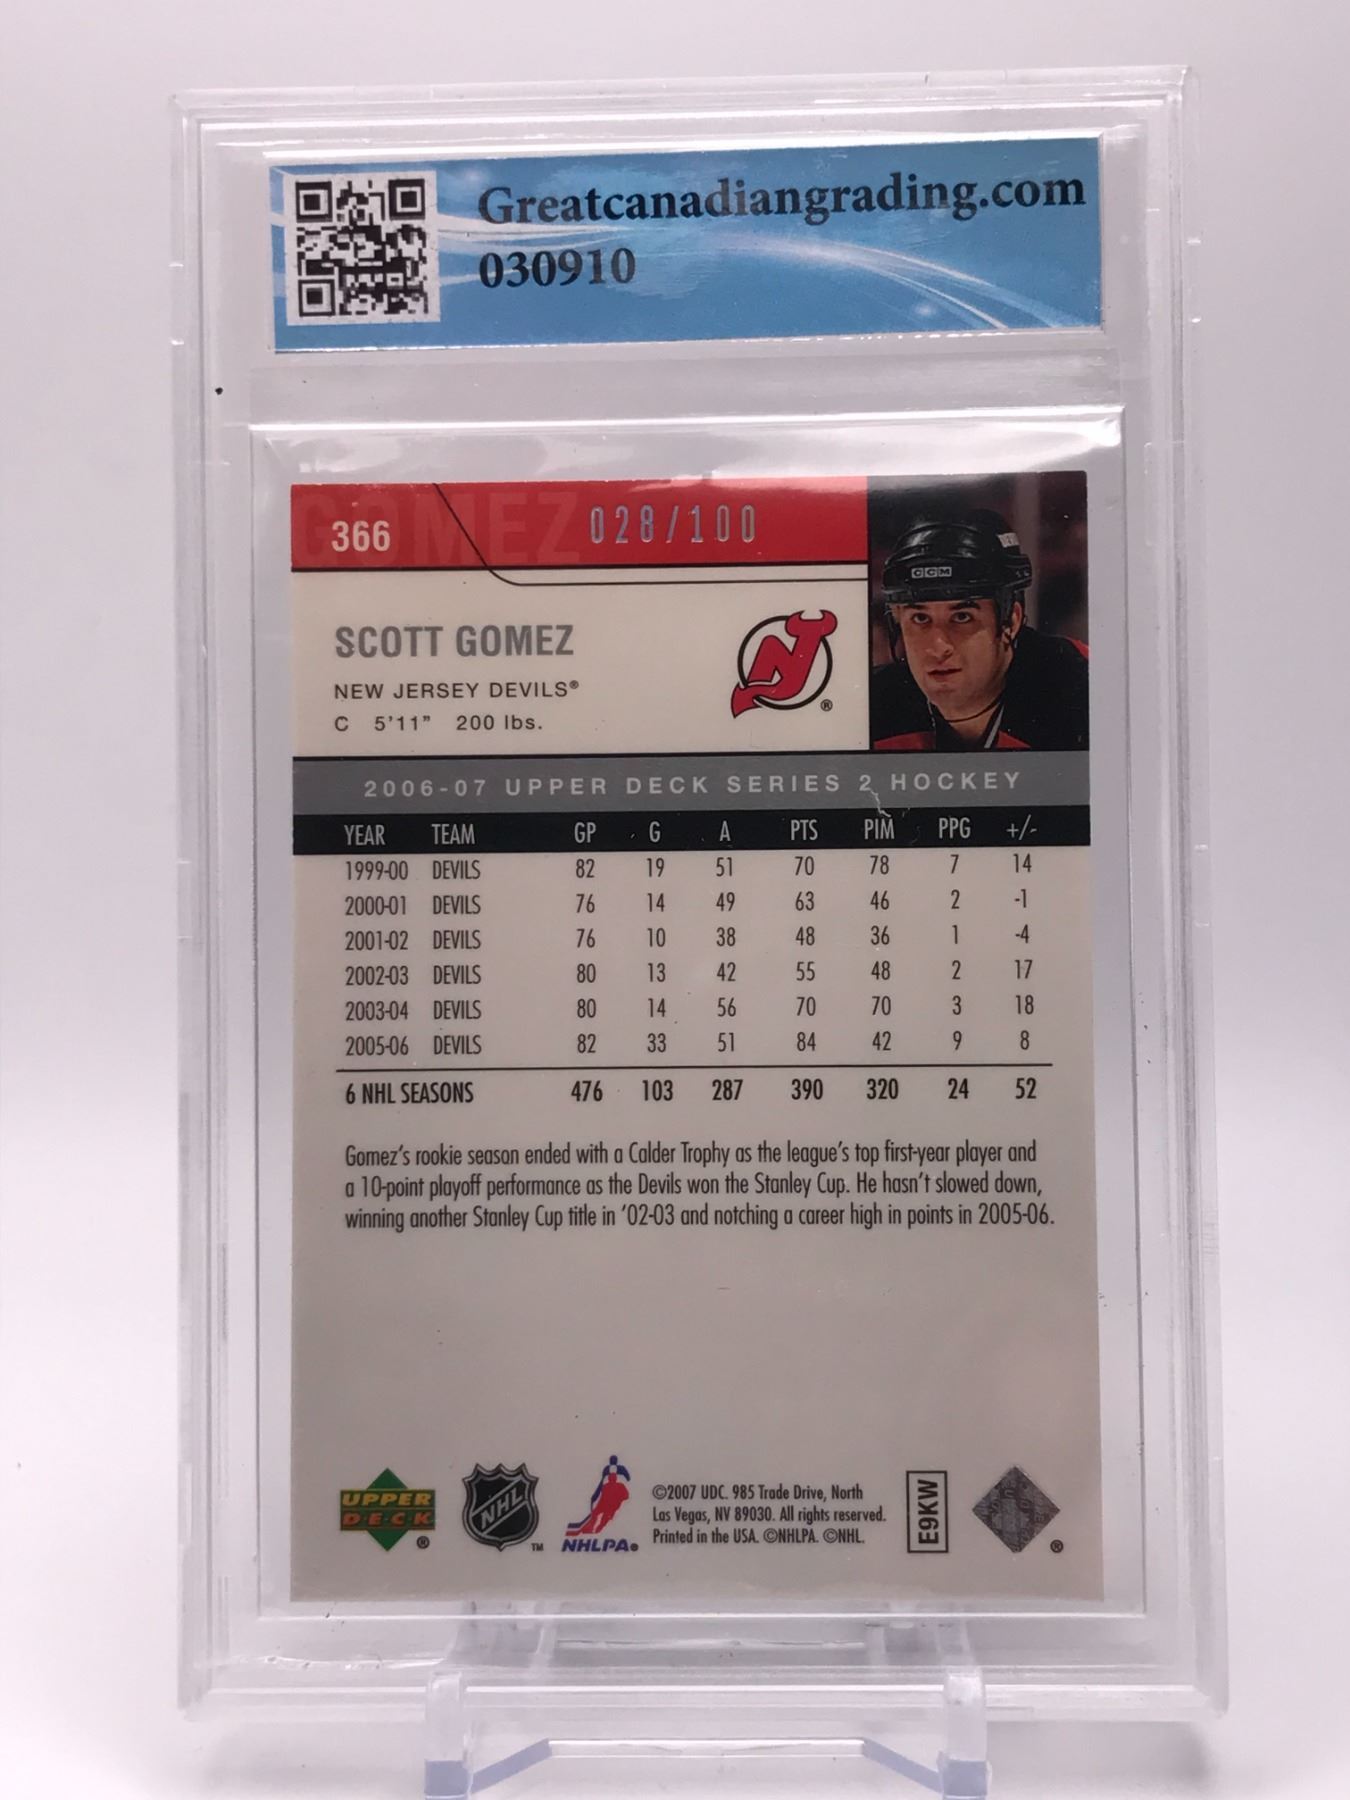 Greatcanadiangrading.com
030910
GOMEZ
366 028/100
CCM
SCOTT GOMEZ
NEW JERSEY DEVILS®
C 5'11" 200 lbs.
®
2006-07 UPPER DECK SERIES 2 HOCKEY
YEAR TEAM GP G A PTS PIM PPG +/-
1999-00 DEVILS 82 19 51 70 78 7 14
2000-01 DEVILS 76 14 49 63 46 2 -1
2001-02 DEVILS 76 10 38 48 36 1 -4
2002-03 DEVILS 80 13 42 55 48 2 17
2003-04 DEVILS 80 14 56 70 70 3 18
2005-06 DEVILS 82 33 51 84 42 9 8
6 NHL SEASONS 476 103 287 390 320 24 52
Gomez's rookie season ended with a Calder Trophy as the league's top first-year player and
a 10-point playoff performance as the Devils won the Stanley Cup. He hasn't slowed down,
winning another Stanley Cup title in '02-03 and notching a career high in points in 2005-06.
UPPER
DECK
®
NHL
TM
NHLPA®
©2007 UDC. 985 Trade Drive, North
Las Vegas, NV 89030. All rights reserved.
Printed in the USA. ©NHLPA. ©NHL.
E9KW
®